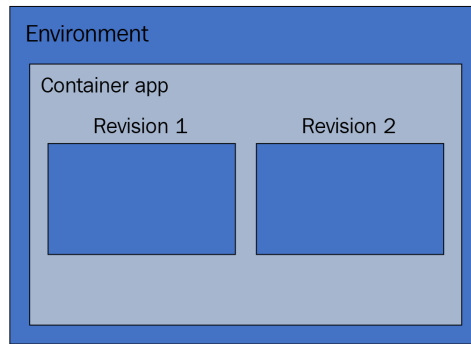 Environment
Container app
Revision 1
Revision 2